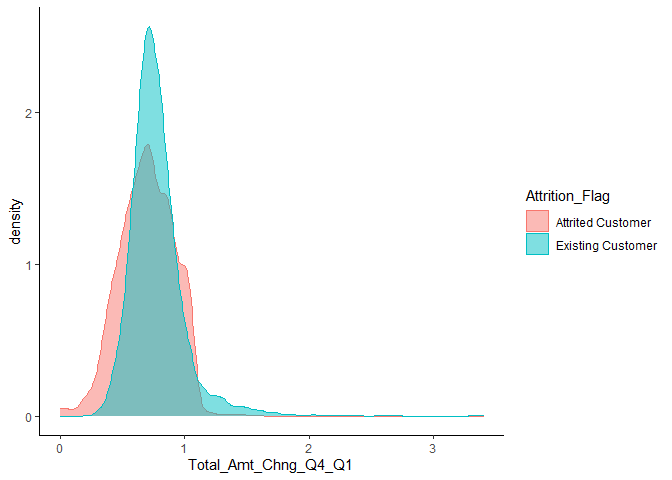 2
1
0
density
0
1
2
3
Total_Amt_Chng_Q4_Q1
Attrition_Flag
Attrited Customer
Existing Customer